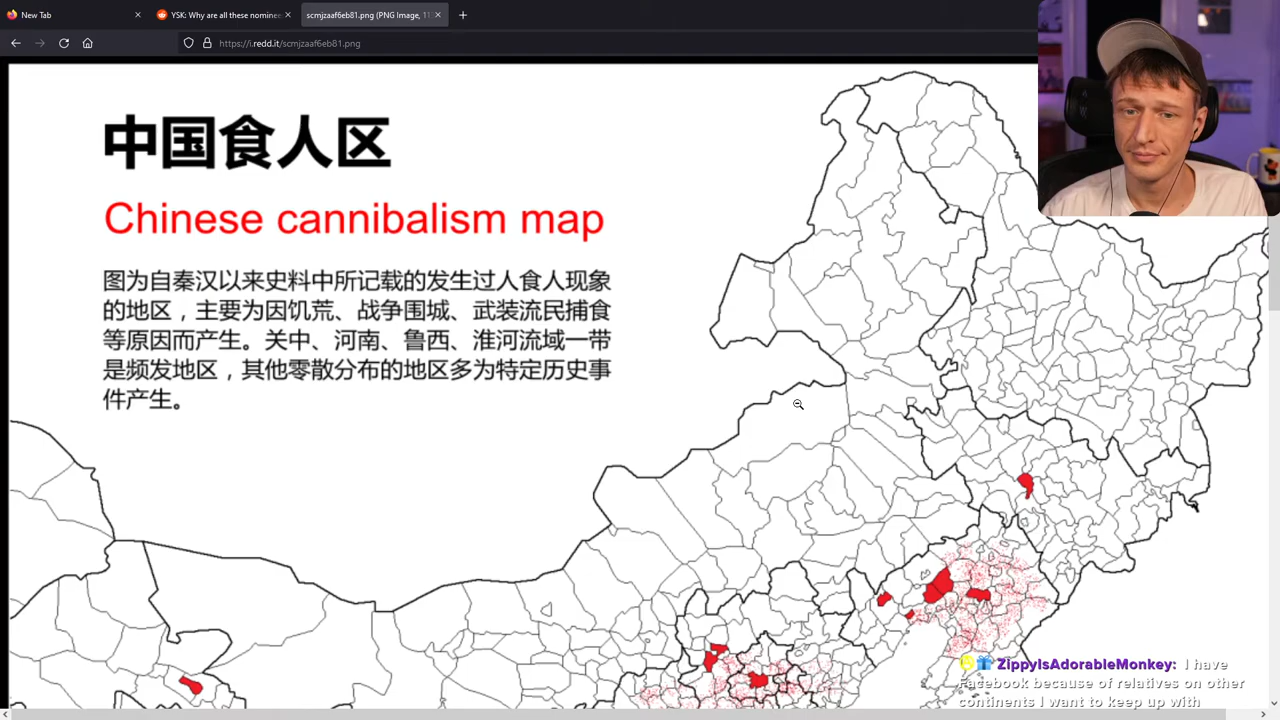 New Tab
YSK: Why are all these nominee
scmjzaaf6eb81.png (PNG Image, 11
https://i.redd.it/scmjzaaf6eb81.png
中国食人区
Chinese cannibalism map
图为自秦汉以来史料中所记载的发生过人食人现象
的地区，主要为因饥荒、战争围城、武装流民捕食
等原因而产生。关中、河南、鲁西、淮河流域一带
是频发地区，其他零散分布的地区多为特定历史事
件产生。
ZippyIsAdorableMonkey: I have
Facebook because of relatives on other
continents I want to keep up with